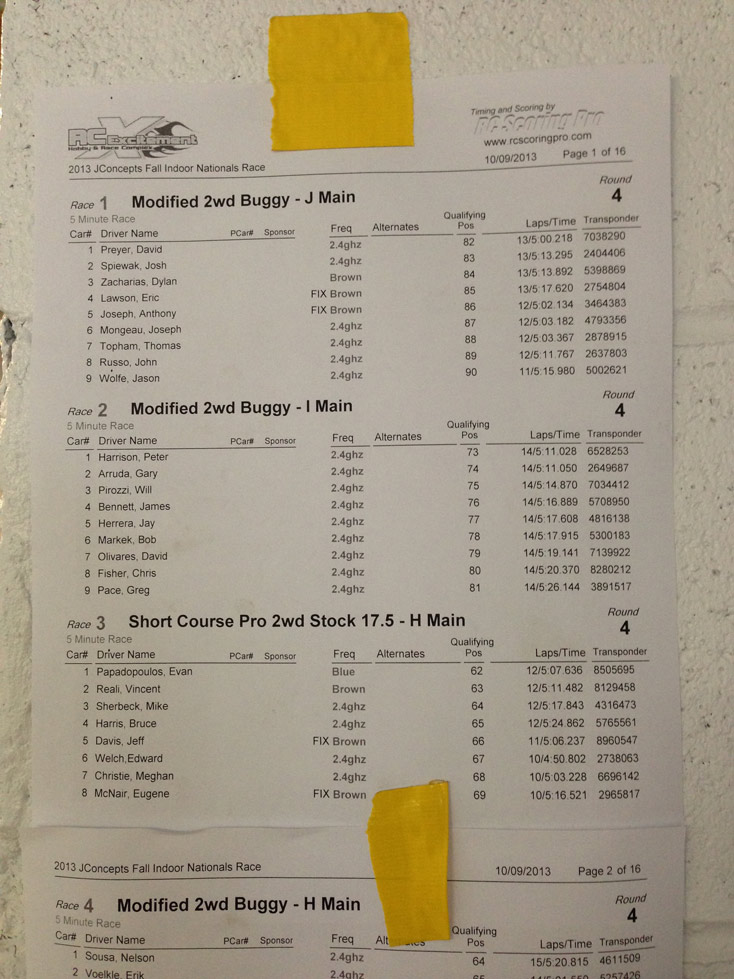 RC Excitement
Hobby & Race Complex
Timing and Scoring by
RC Scoring Pro
www.rcscoringpro.com
2013 JConcepts Fall Indoor Nationals Race
10/09/2013 Page 1 of 16
Race 1 Modified 2wd Buggy - J Main Round 4
5 Minute Race
Car# Driver Name PCar# Sponsor Freq Alternates Qualifying Pos Laps/Time Transponder
1 Preyer, David 2.4ghz 82 13/5:00.218 7038290
2 Spiewak, Josh 2.4ghz 83 13/5:13.295 2404406
3 Zacharias, Dylan Brown 84 13/5:13.892 5398869
4 Lawson, Eric FIX Brown 85 13/5:17.620 2754804
5 Joseph, Anthony FIX Brown 86 12/5:02.134 3464383
6 Mongeau, Joseph 2.4ghz 87 12/5:03.182 4793356
7 Topham, Thomas 2.4ghz 88 12/5:03.367 2878915
8 Russo, John 2.4ghz 89 12/5:11.767 2637803
9 Wolfe, Jason 2.4ghz 90 11/5:15.980 5002621
Race 2 Modified 2wd Buggy - I Main Round 4
5 Minute Race
Car# Driver Name PCar# Sponsor Freq Alternates Qualifying Pos Laps/Time Transponder
1 Harrison, Peter 2.4ghz 73 14/5:11.028 6528253
2 Arruda, Gary 2.4ghz 74 14/5:11.050 2649687
3 Pirozzi, Will 2.4ghz 75 14/5:14.870 7034412
4 Bennett, James 2.4ghz 76 14/5:16.889 5708950
5 Herrera, Jay 2.4ghz 77 14/5:17.608 4816138
6 Markek, Bob 2.4ghz 78 14/5:17.915 5300183
7 Olivares, David 2.4ghz 79 14/5:19.141 7139922
8 Fisher, Chris 2.4ghz 80 14/5:20.370 8280212
9 Pace, Greg 2.4ghz 81 14/5:26.144 3891517
Race 3 Short Course Pro 2wd Stock 17.5 - H Main Round 4
5 Minute Race
Car# Driver Name PCar# Sponsor Freq Alternates Qualifying Pos Laps/Time Transponder
1 Papadopoulos, Evan Blue 62 12/5:07.636 8505695
2 Reali, Vincent Brown 63 12/5:11.482 8129458
3 Sherbeck, Mike 2.4ghz 64 12/5:17.843 4316473
4 Harris, Bruce 2.4ghz 65 12/5:24.862 5765561
5 Davis, Jeff FIX Brown 66 11/5:06.237 8960547
6 Welch,Edward 2.4ghz 67 10/4:50.802 2738063
7 Christie, Meghan 2.4ghz 68 10/5:03.228 6696142
8 McNair, Eugene FIX Brown 69 10/5:16.521 2965817
2013 JConcepts Fall Indoor Nationals Race 10/09/2013 Page 2 of 16
Race 4 Modified 2wd Buggy - H Main Round 4
5 Minute Race
Car# Driver Name PCar# Sponsor Freq Qualifying Pos Laps/Time Transponder
1 Sousa, Nelson 2.4ghz 64 15/5:20.815 4611509
2 Voelkle, Erik 2.4ghz 65